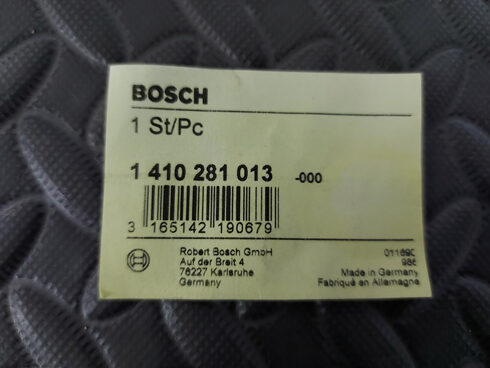 BOSCH
1 St/Pc
1 410 281 013 -000
3 165142 190679
Robert Bosch GmbH
Auf der Breit 4
76227 Karlsruhe
Germany
Made in Germany
Fabriqué en Allemagne